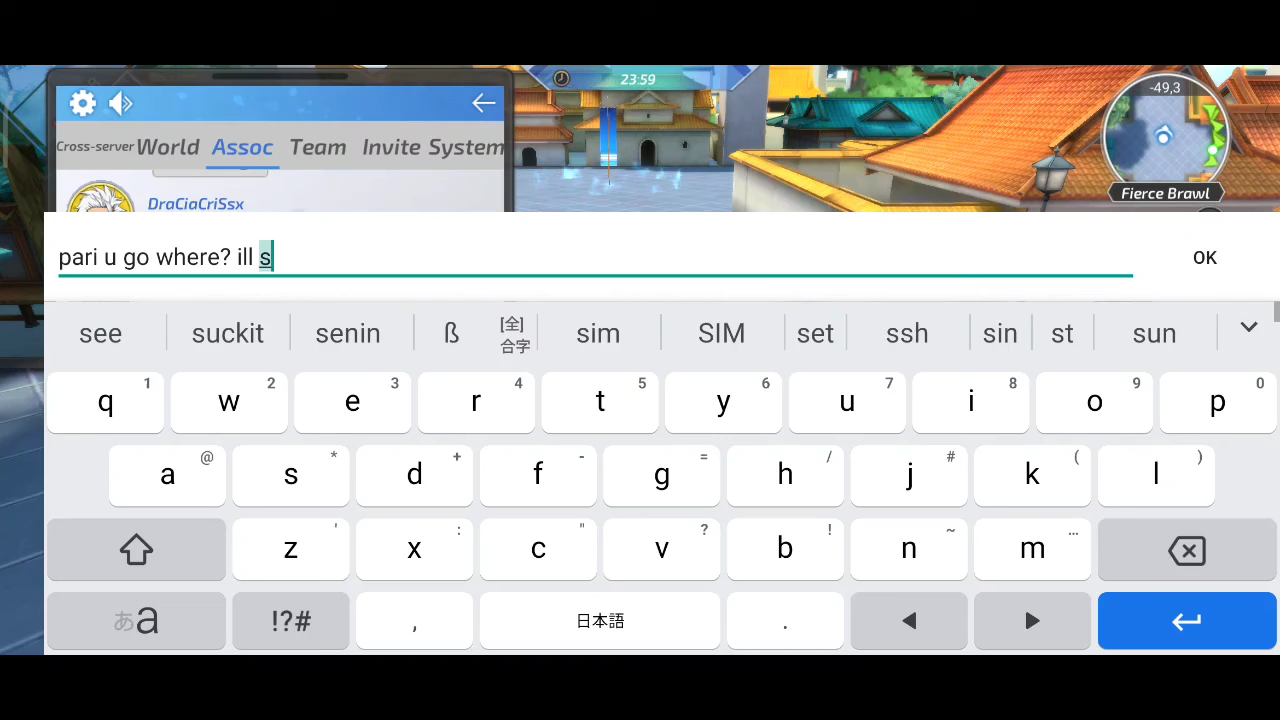 23:59
-49,3
Cross-server World Assoc Team Invite System
Fierce Brawl
DraCiaCriSsx
pari u go where? ill s
OK
see suckit senin ß [全]合字 sim SIM set ssh sin st sun
q 1 w 2 e 3 r 4 t 5 y 6 u 7 i 8 o 9 p 0
a @ s * d + f - g = h / j # k ( l )
z ' x : c " v ? b ! n ~ m …
あa !?# , 日本語 .